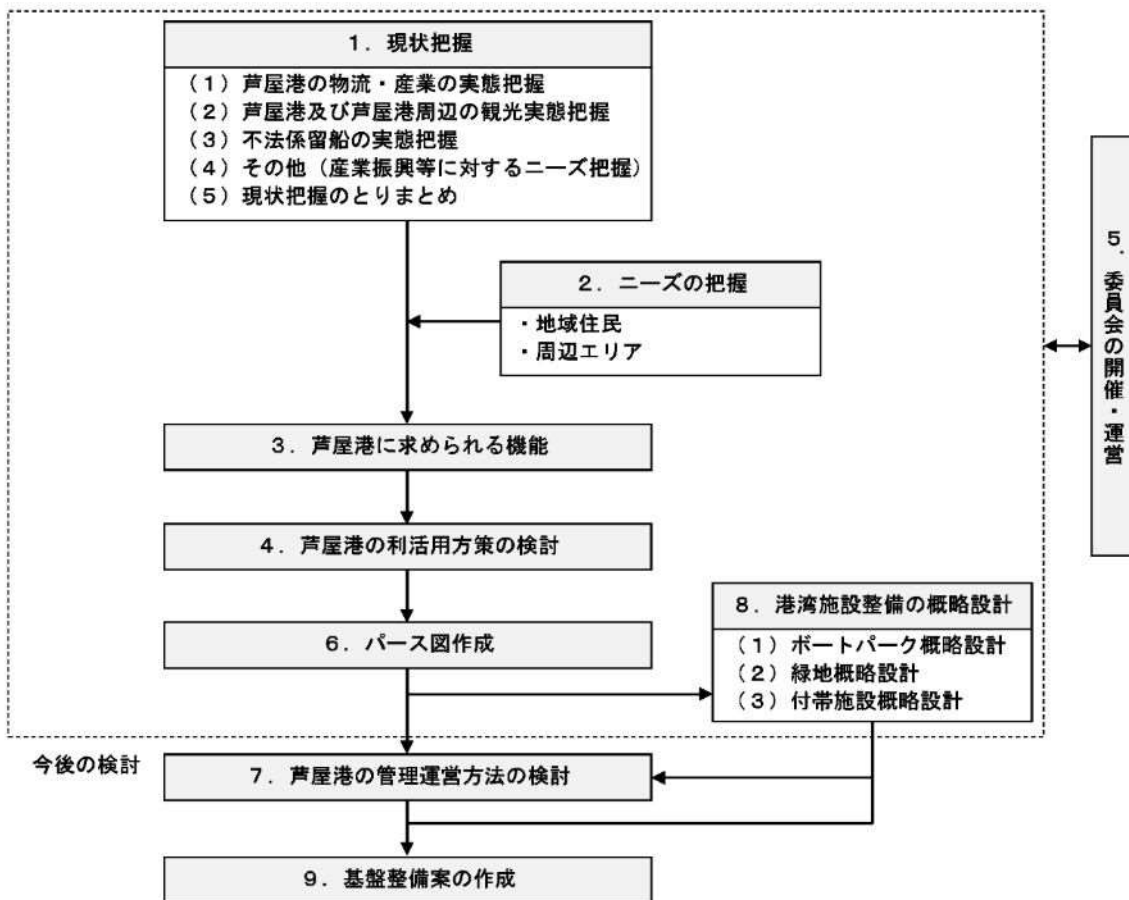 １．現状把握
（１）芦屋港の物流・産業の実態把握
（２）芦屋港及び芦屋港周辺の観光実態把握
（３）不法係留船の実態把握
（４）その他（産業振興等に対するニーズ把握）
（５）現状把握のとりまとめ
２．ニーズの把握
・地域住民
・周辺エリア
３．芦屋港に求められる機能
４．芦屋港の利活用方策の検討
５．委員会の開催・運営
６．パース図作成
８．港湾施設整備の概略設計
（１）ボートパーク概略設計
（２）緑地概略設計
（３）付帯施設概略設計
今後の検討
７．芦屋港の管理運営方法の検討
９．基盤整備案の作成